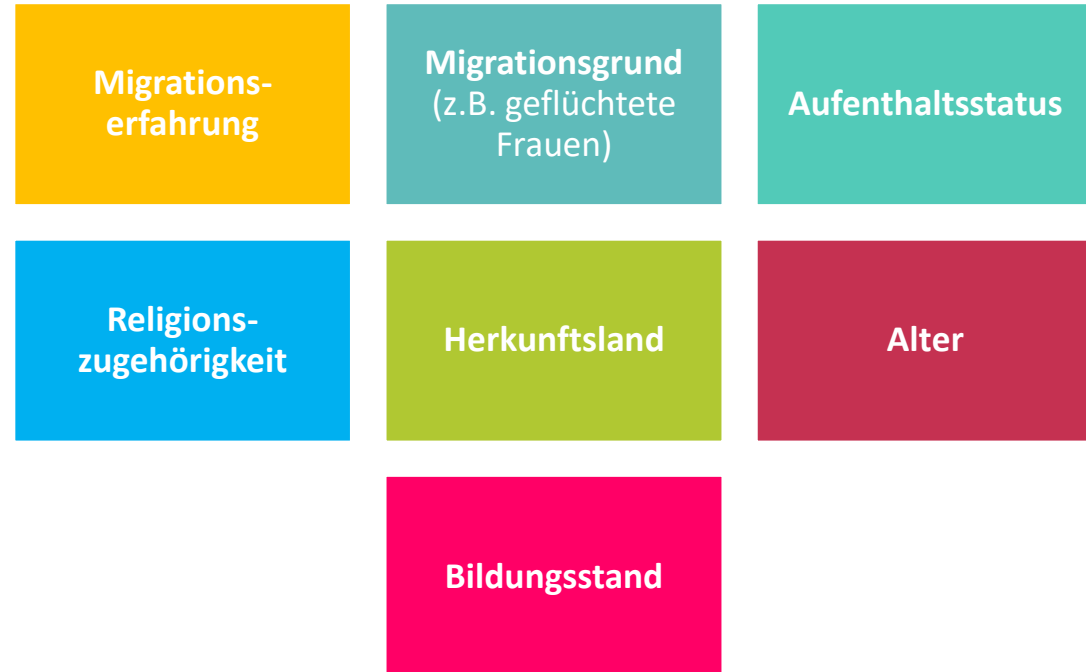 Migrations-
erfahrung
Migrationsgrund
(z.B. geflüchtete
Frauen)
Aufenthaltsstatus
Religions-
zugehörigkeit
Herkunftsland
Alter
Bildungsstand